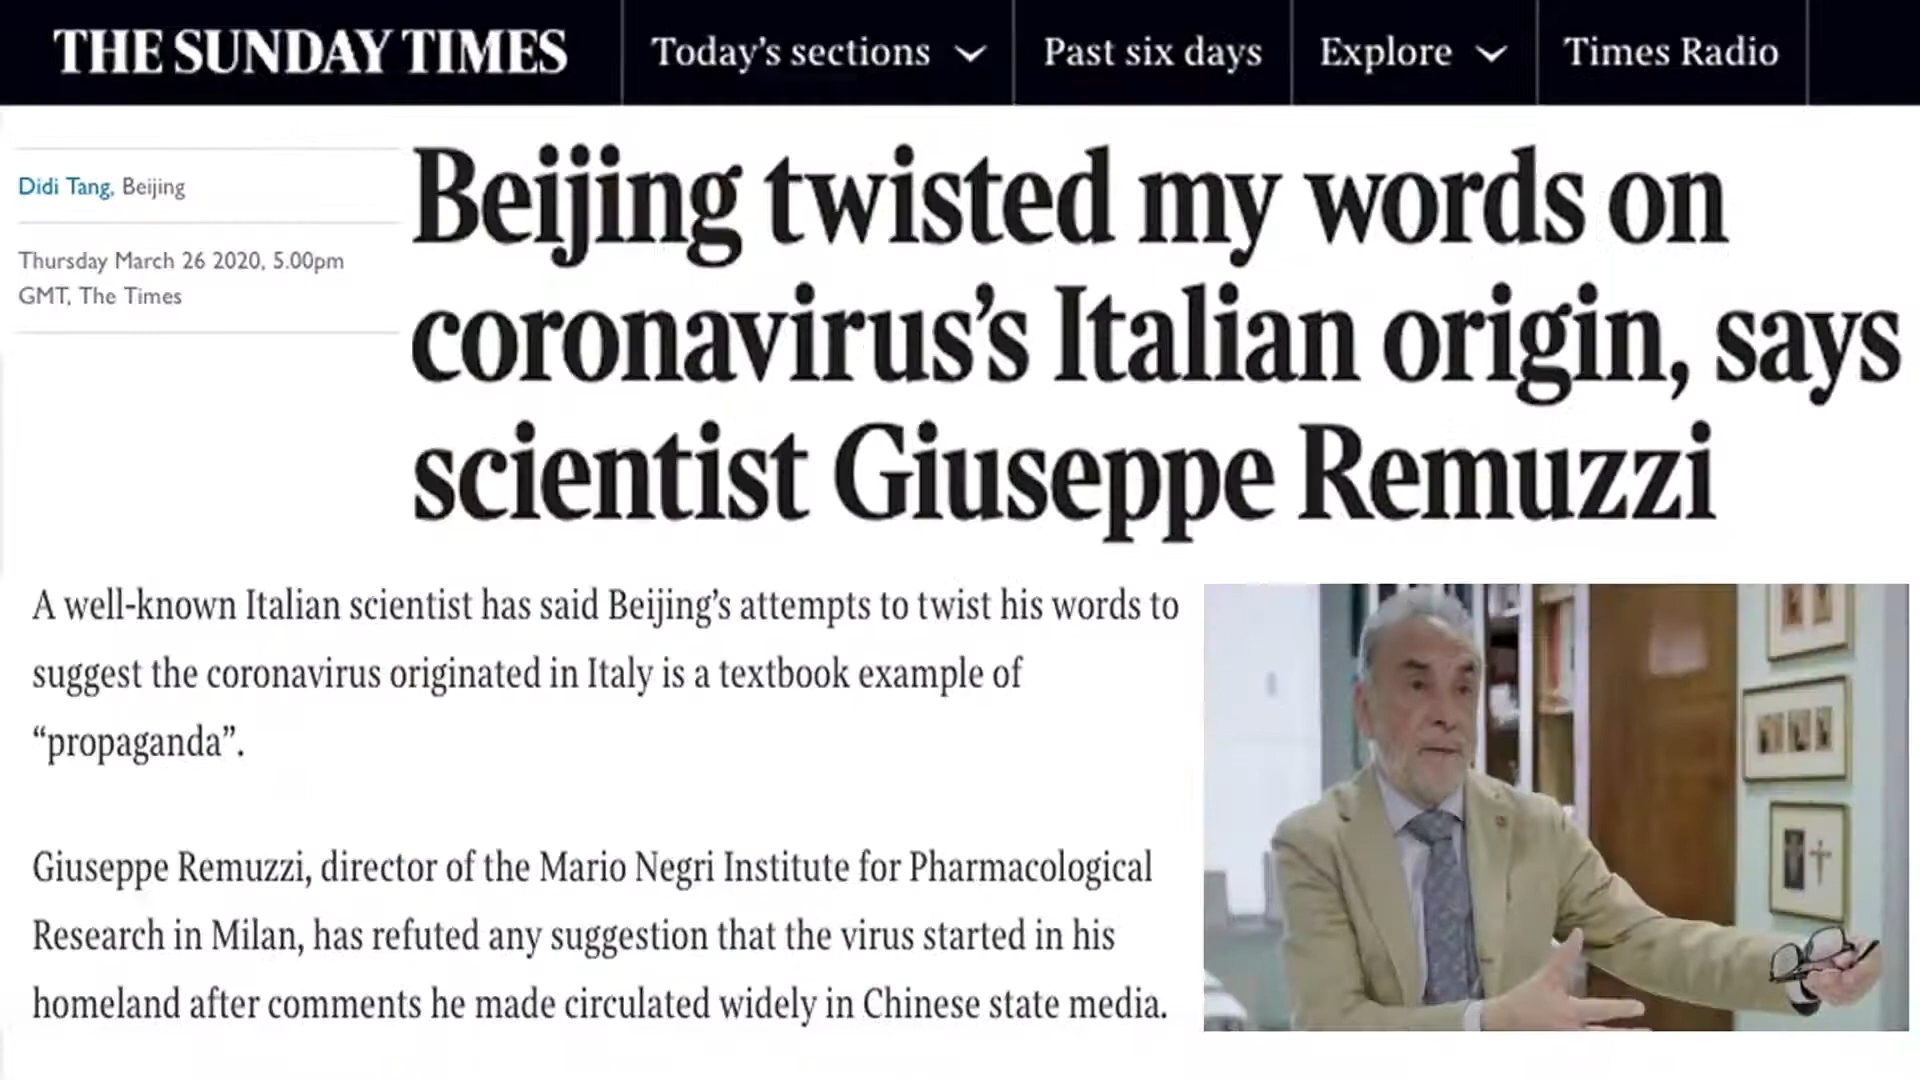 THE SUNDAY TIMES
Today's sections
Past six days
Explore
Times Radio
Didi Tang, Beijing
Thursday March 26 2020, 5.00pm
GMT, The Times
Beijing twisted my words on
coronavirus's Italian origin, says
scientist Giuseppe Remuzzi
A well-known Italian scientist has said Beijing's attempts to twist his words to
suggest the coronavirus originated in Italy is a textbook example of
“propaganda”.
Giuseppe Remuzzi, director of the Mario Negri Institute for Pharmacological
Research in Milan, has refuted any suggestion that the virus started in his
homeland after comments he made circulated widely in Chinese state media.